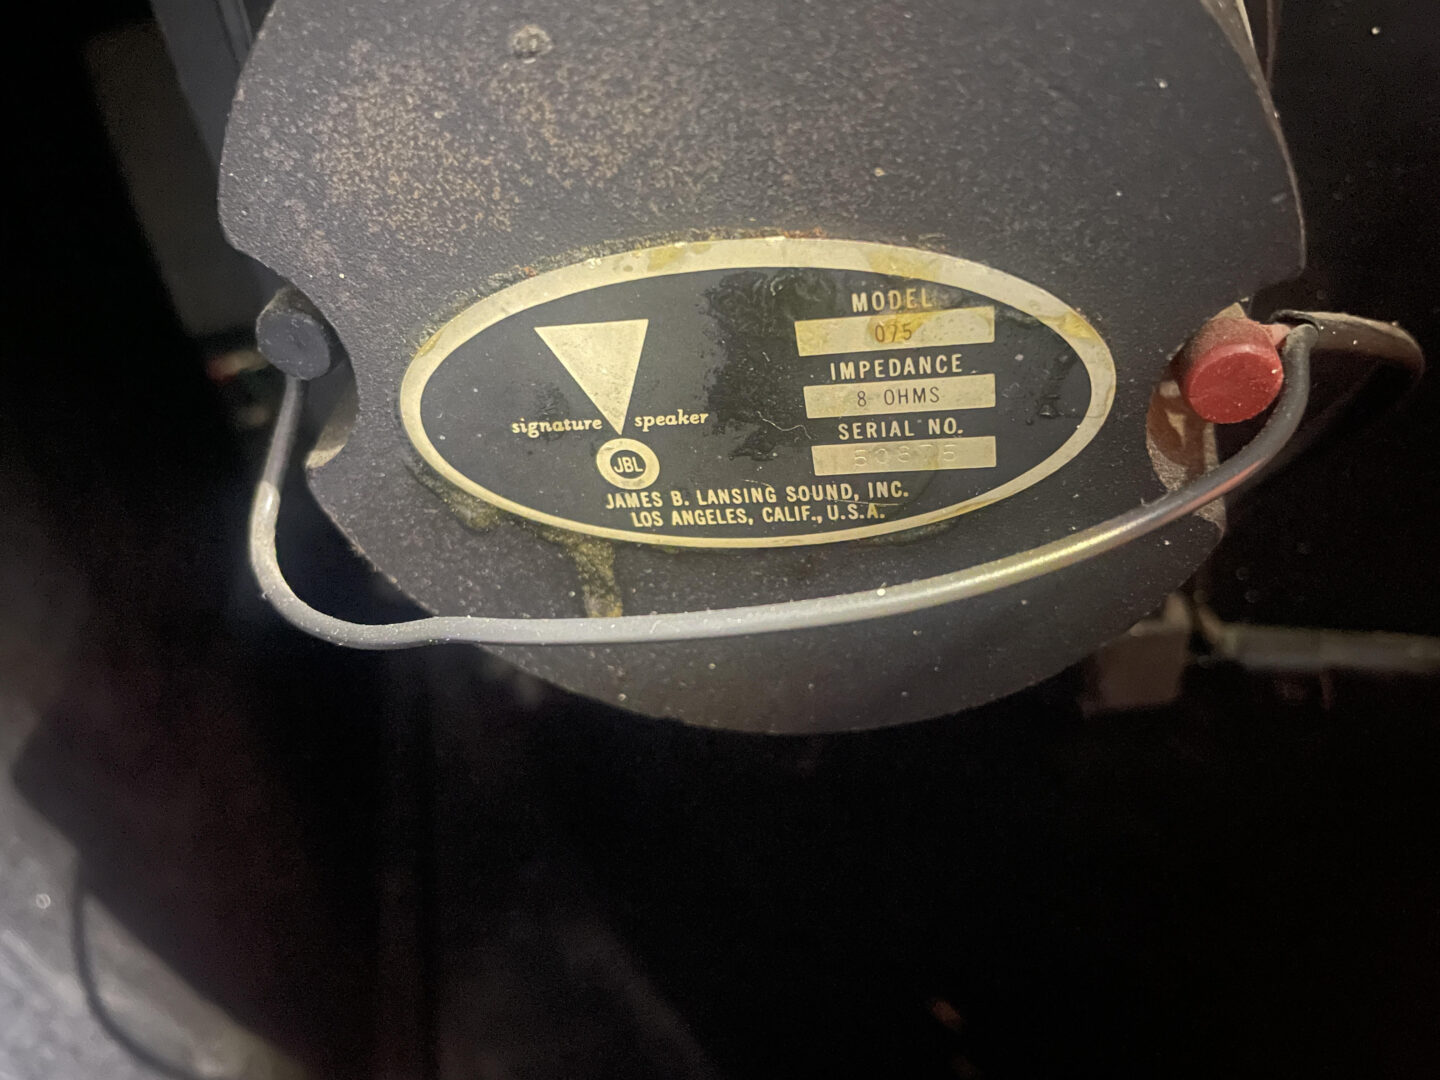 MODEL
075
IMPEDANCE
8 OHMS
signature speaker
SERIAL NO.
JBL
JAMES B. LANSING SOUND, INC.
LOS ANGELES, CALIF., U.S.A.